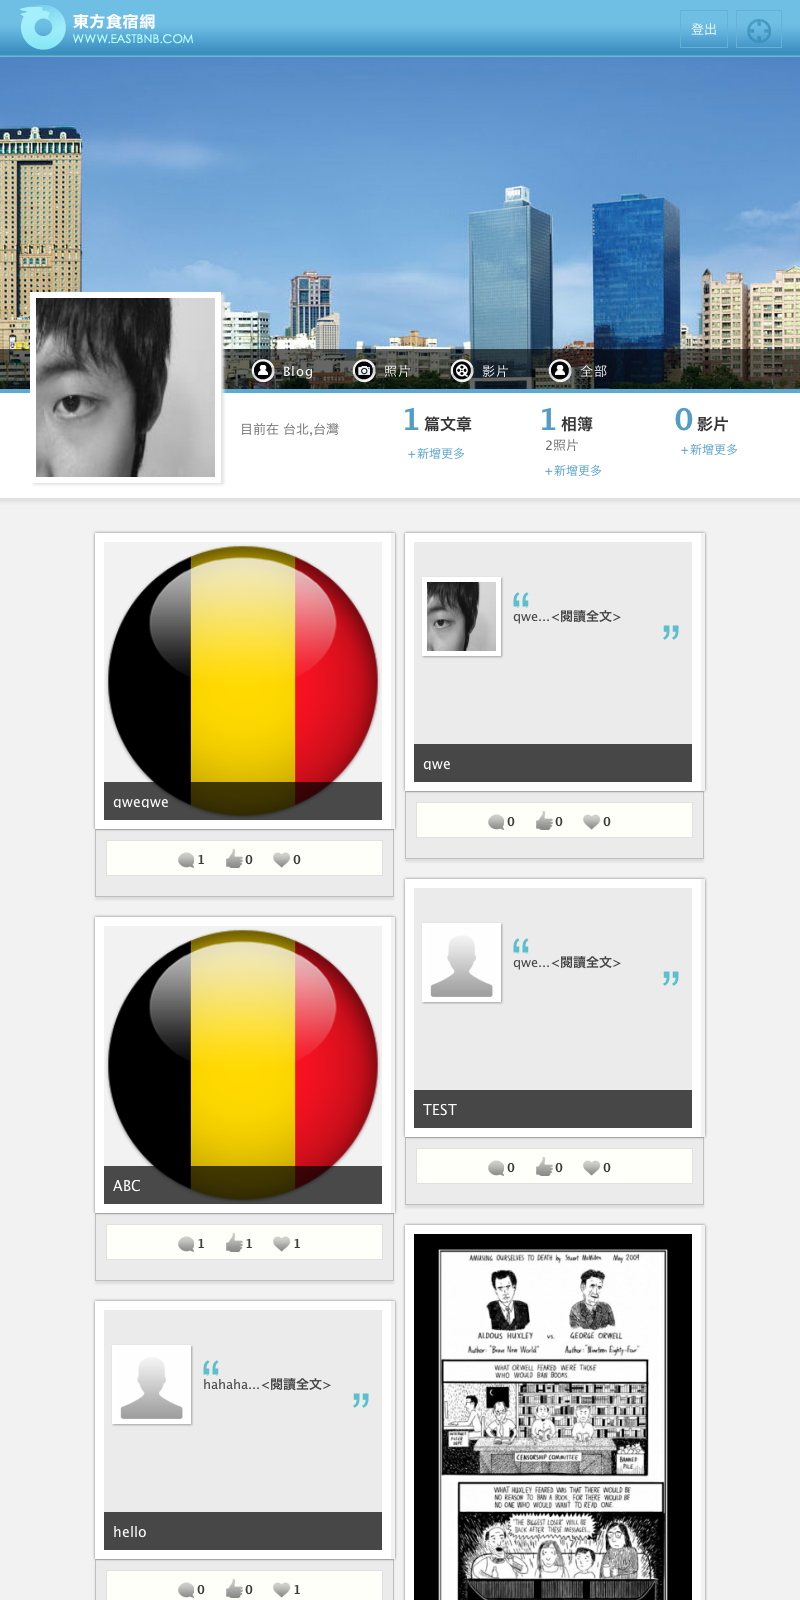 東方食宿網
WWW.EASTBNB.COM
登出
Blog
照片
影片
全部
目前在 台北,台灣
1 篇文章
+新增更多
1 相簿
2照片
+新增更多
0 影片
+新增更多
qweqwe
1 0 0
“
qwe...<閱讀全文>
”
qwe
0 0 0
ABC
1 1 1
“
qwe...<閱讀全文>
”
TEST
0 0 0
“
hahaha...<閱讀全文>
”
hello
0 0 1
AMUSING OURSELVES TO DEATH by Stuart McMillen May 2009
ALDOUS HUXLEY vs. GEORGE ORWELL
Author: "Brave New World" Author: "Nineteen Eighty-Four"
WHAT ORWELL FEARED WERE THOSE
WHO WOULD BAN BOOKS.
CENSORSHIP COMMITTEE
BANNED
PILE
WHAT HUXLEY FEARED WAS THAT THERE WOULD BE
NO REASON TO BAN A BOOK, FOR THERE WOULD BE
NO ONE WHO WOULD WANT TO READ ONE.
'THE BIGGEST LOSER' WILL BE
BACK AFTER THESE MESSAGES...